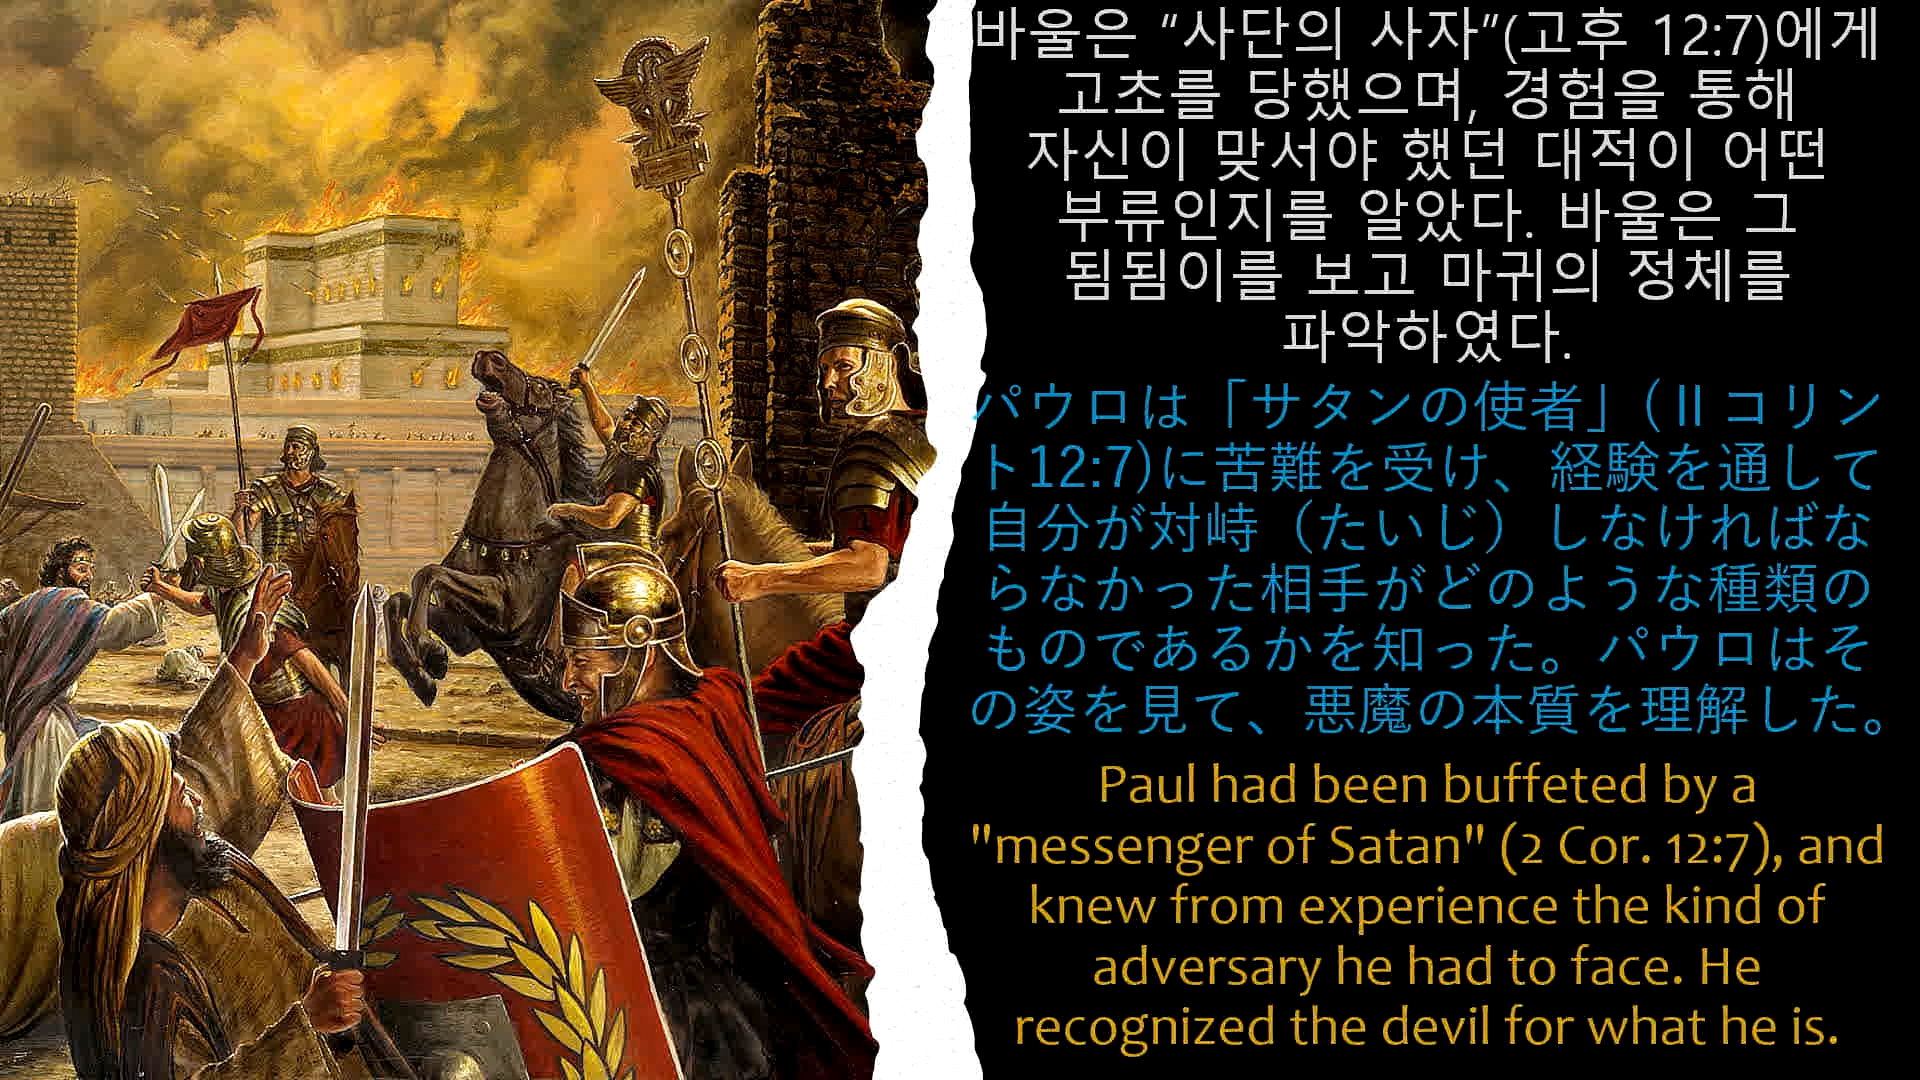 바울은 “사단의 사자”(고후 12:7)에게
고초를 당했으며, 경험을 통해
자신이 맞서야 했던 대적이 어떤
부류인지를 알았다. 바울은 그
됨됨이를 보고 마귀의 정체를
파악하였다.
パウロは「サタンの使者」(Ⅱコリン
ト12:7)に苦難を受け、経験を通して
自分が対峙（たいじ）しなければな
らなかった相手がどのような種類の
ものであるかを知った。パウロはそ
の姿を見て、悪魔の本質を理解した。
Paul had been buffeted by a
"messenger of Satan" (2 Cor. 12:7), and
knew from experience the kind of
adversary he had to face. He
recognized the devil for what he is.